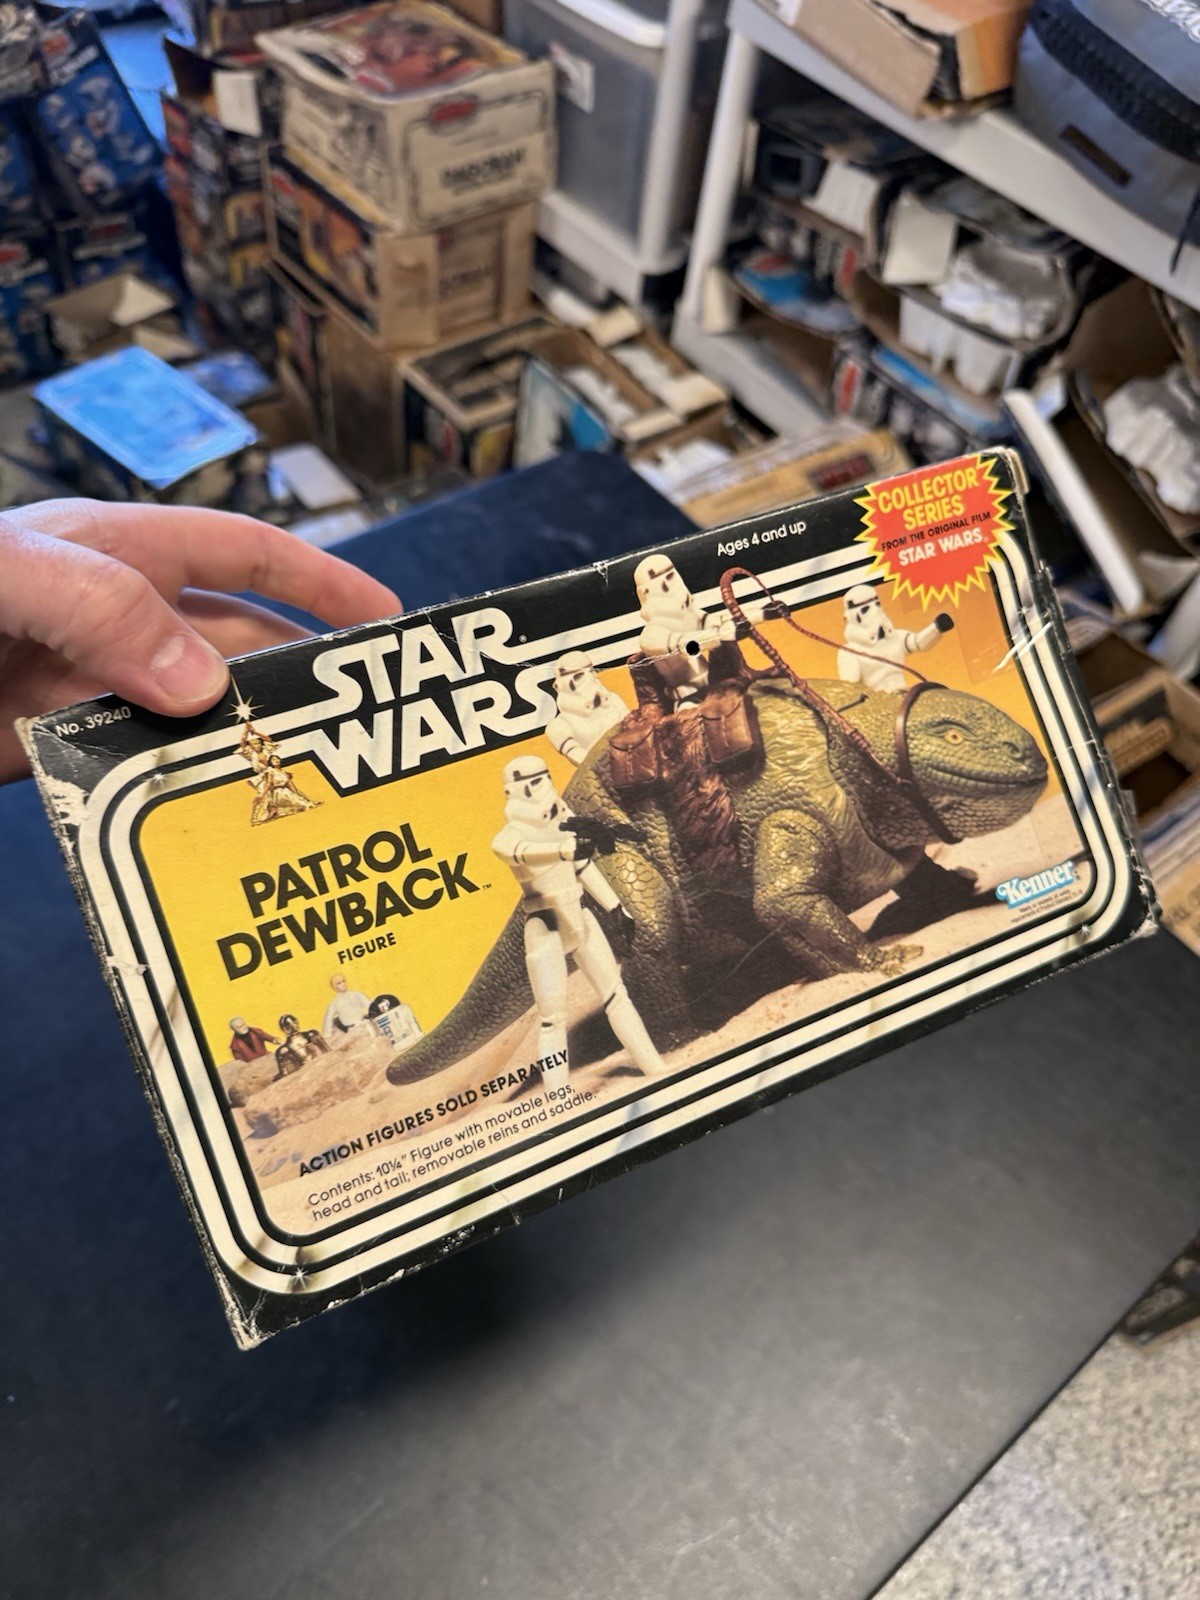 No. 39240
STAR
WARS
Ages 4 and up
COLLECTOR
SERIES
FROM THE ORIGINAL FILM
STAR WARS
PATROL
DEWBACK™
FIGURE
Kenner
ACTION FIGURES SOLD SEPARATELY
Contents: 10¼" Figure with movable legs,
head and tail; removable reins and saddle.